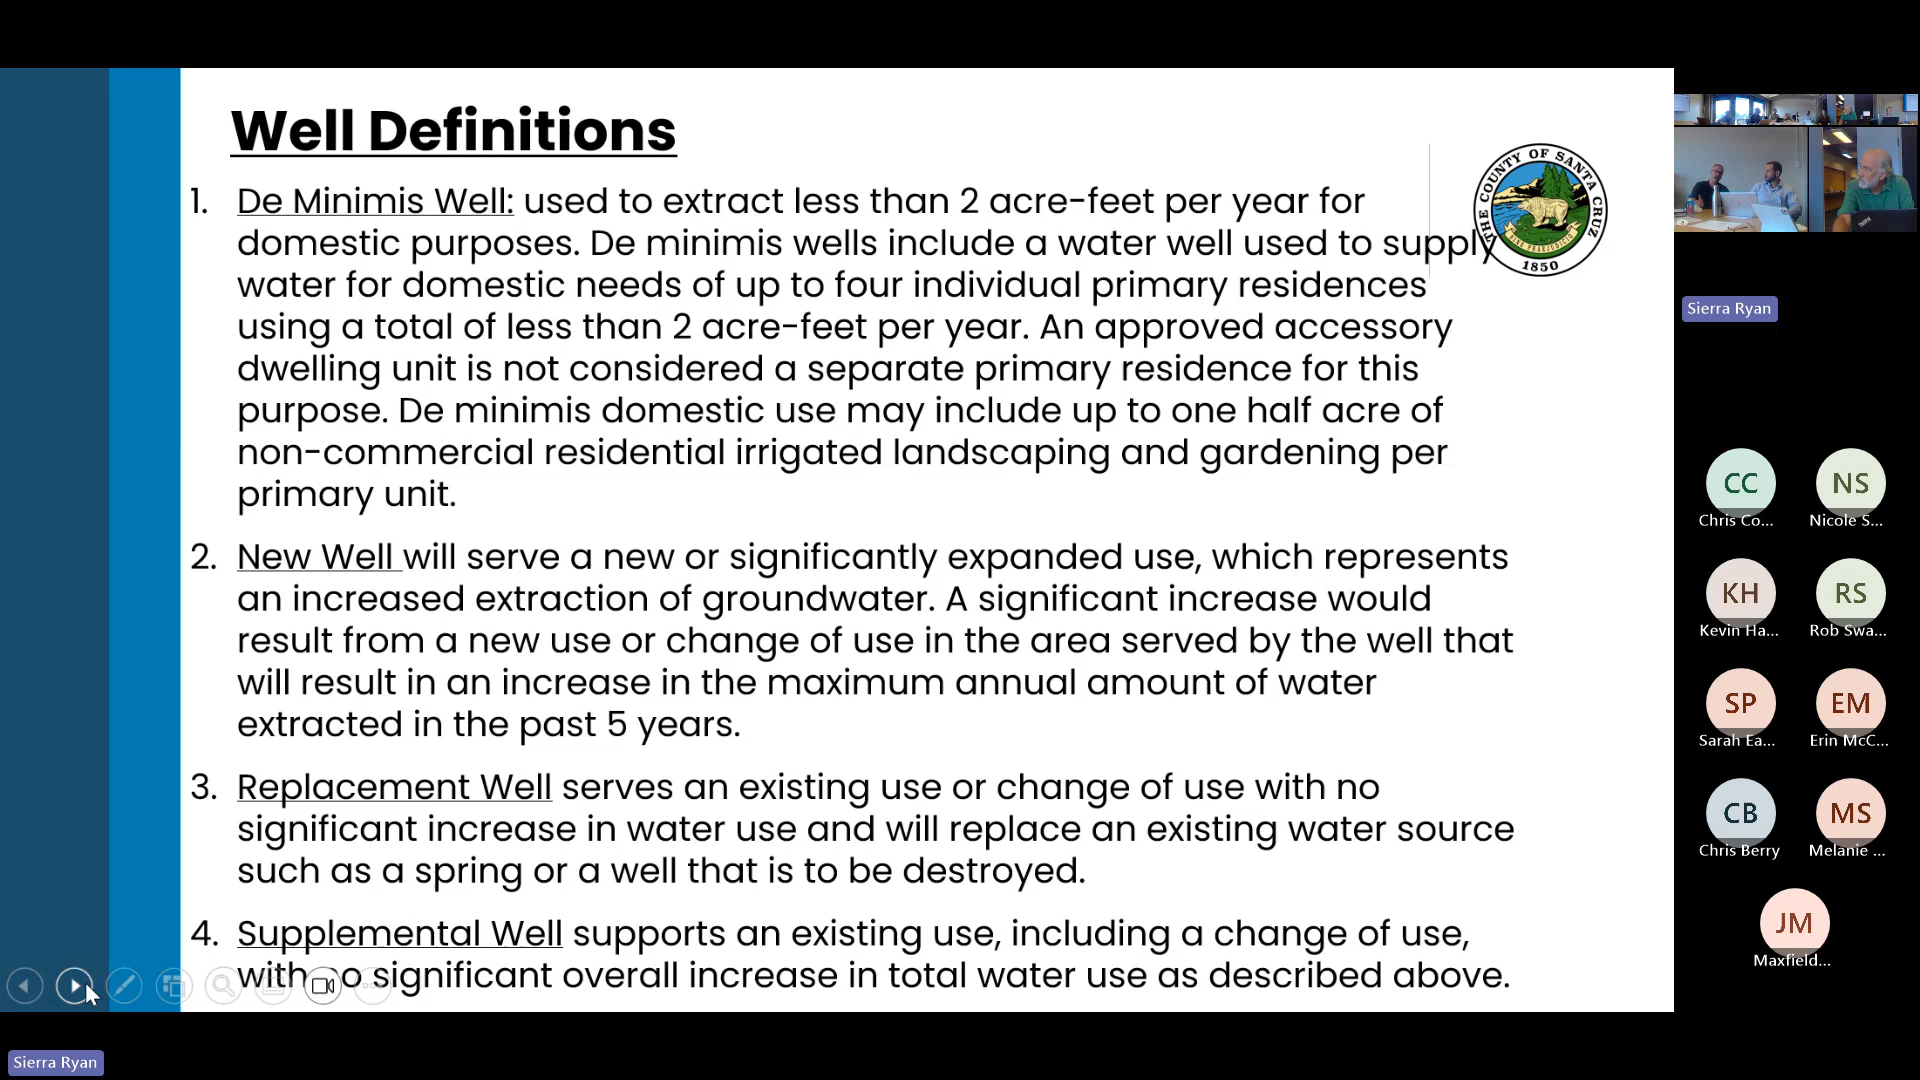 Well Definitions
1. De Minimis Well: used to extract less than 2 acre-feet per year for
domestic purposes. De minimis wells include a water well used to supply
water for domestic needs of up to four individual primary residences
using a total of less than 2 acre-feet per year. An approved accessory
dwelling unit is not considered a separate primary residence for this
purpose. De minimis domestic use may include up to one half acre of
non-commercial residential irrigated landscaping and gardening per
primary unit.
2. New Well will serve a new or significantly expanded use, which represents
an increased extraction of groundwater. A significant increase would
result from a new use or change of use in the area served by the well that
will result in an increase in the maximum annual amount of water
extracted in the past 5 years.
3. Replacement Well serves an existing use or change of use with no
significant increase in water use and will replace an existing water source
such as a spring or a well that is to be destroyed.
4. Supplemental Well supports an existing use, including a change of use,
with no significant overall increase in total water use as described above.
THE COUNTY OF SANTA CRUZ
1850
Sierra Ryan
CC
NS
Chris Co...
Nicole S...
KH
RS
Kevin Ha...
Rob Swa...
SP
EM
Sarah Ea...
Erin McC...
CB
MS
Chris Berry
Melanie ...
JM
Maxfield...
Sierra Ryan